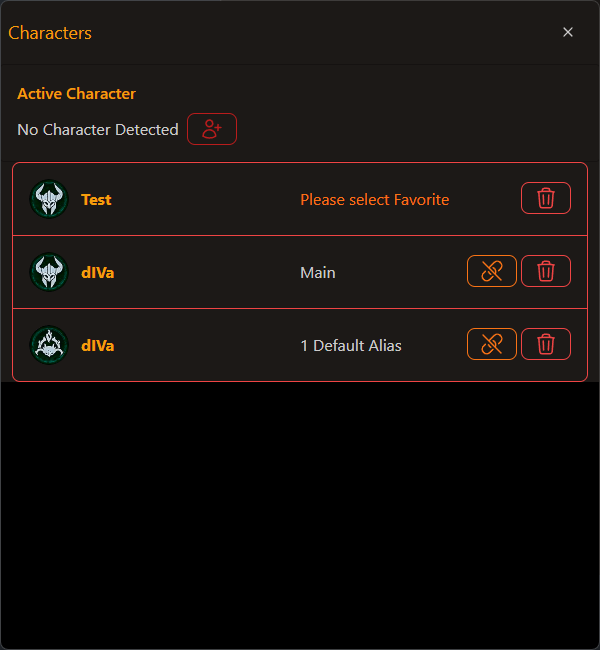 Characters
Active Character
No Character Detected
Test Please select Favorite
dIVa Main
dIVa 1 Default Alias